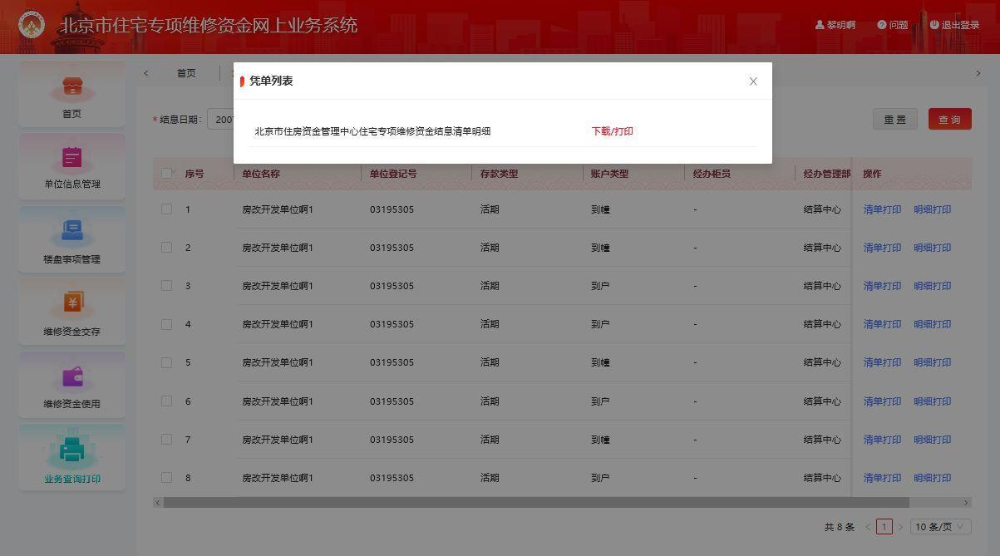 北京市住宅专项维修资金网上业务系统
黎明啊 问题 退出登录
首页
凭单列表
北京市住房资金管理中心住宅专项维修资金结息清单明细 下载/打印
首页
单位信息管理
楼盘事项管理
维修资金交存
维修资金使用
业务查询打印
* 结息日期: 重 置 查 询
序号 单位名称 单位登记号 存款类型 账户类型 经办柜员 经办管理部 操作
1 房改开发单位啊1 03195305 活期 到幢 - 结算中心 清单打印 明细打印
2 房改开发单位啊1 03195305 活期 到幢 - 结算中心 清单打印 明细打印
3 房改开发单位啊1 03195305 活期 到户 - 结算中心 清单打印 明细打印
4 房改开发单位啊1 03195305 活期 到户 - 结算中心 清单打印 明细打印
5 房改开发单位啊1 03195305 活期 到幢 - 结算中心 清单打印 明细打印
6 房改开发单位啊1 03195305 活期 到户 - 结算中心 清单打印 明细打印
7 房改开发单位啊1 03195305 活期 到幢 - 结算中心 清单打印 明细打印
8 房改开发单位啊1 03195305 活期 到户 - 结算中心 清单打印 明细打印
共 8 条 1 10 条/页